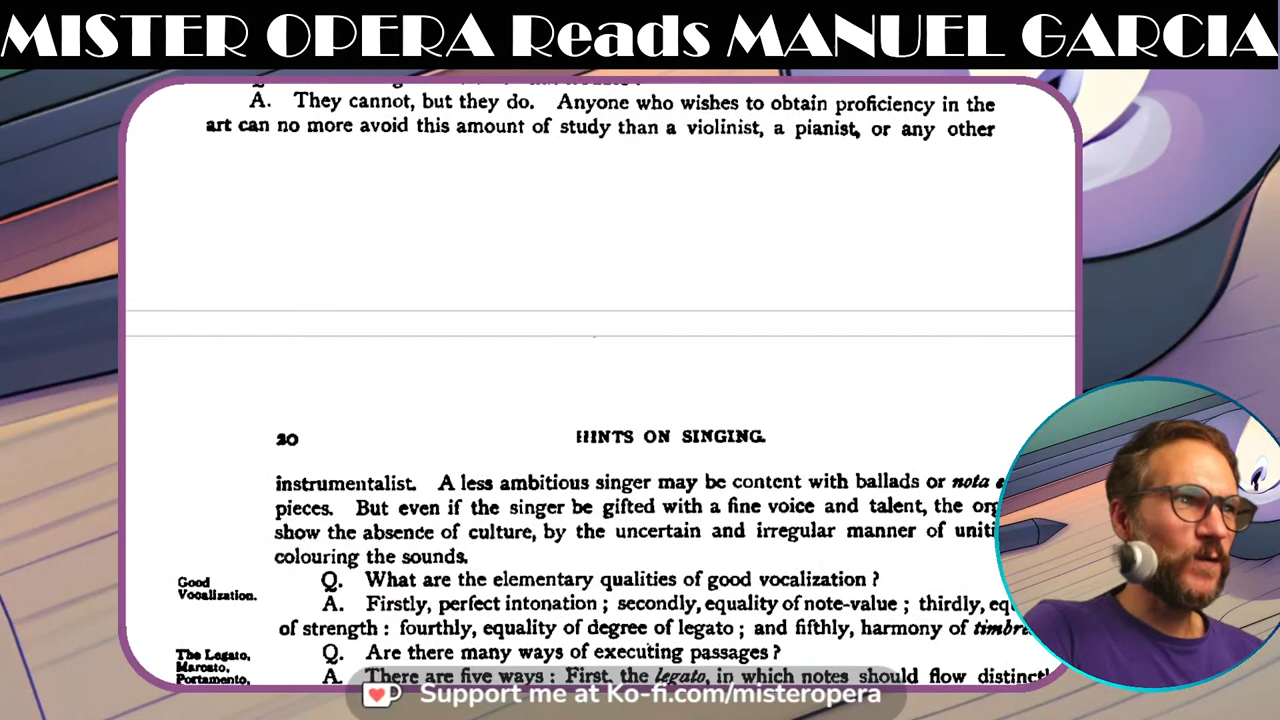 MISTER OPERA Reads MANUEL GARCIA
A. They cannot, but they do. Anyone who wishes to obtain proficiency in the
art can no more avoid this amount of study than a violinist, a pianist, or any other
20 HINTS ON SINGING.
instrumentalist. A less ambitious singer may be content with ballads or nota
pieces. But even if the singer be gifted with a fine voice and talent, the
show the absence of culture, by the uncertain and irregular manner of
colouring the sounds.
Good
Vocalization.
Q. What are the elementary qualities of good vocalization ?
A. Firstly, perfect intonation ; secondly, equality of note-value ; thirdly,
of strength : fourthly, equality of degree of legato ; and fifthly, harmony of
The Legato,
Marcato,
Portamento,
Q. Are there many ways of executing passages ?
A. There are five ways : First, the legato, in which notes should flow
Support me at Ko-fi.com/misteropera